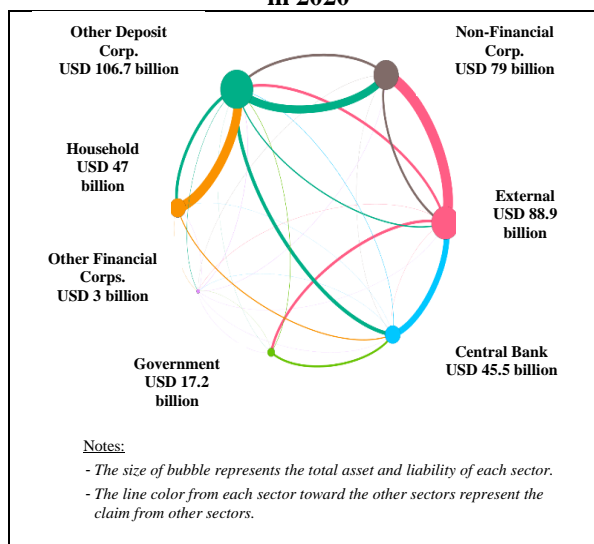 in 2020
Other Deposit
Corp.
USD 106.7 billion
Non-Financial
Corp.
USD 79 billion
Household
USD 47
billion
External
USD 88.9
billion
Other Financial
Corps.
USD 3 billion
Government
USD 17.2
billion
Central Bank
USD 45.5 billion
Notes:
- The size of bubble represents the total asset and liability of each sector.
- The line color from each sector toward the other sectors represent the
claim from other sectors.